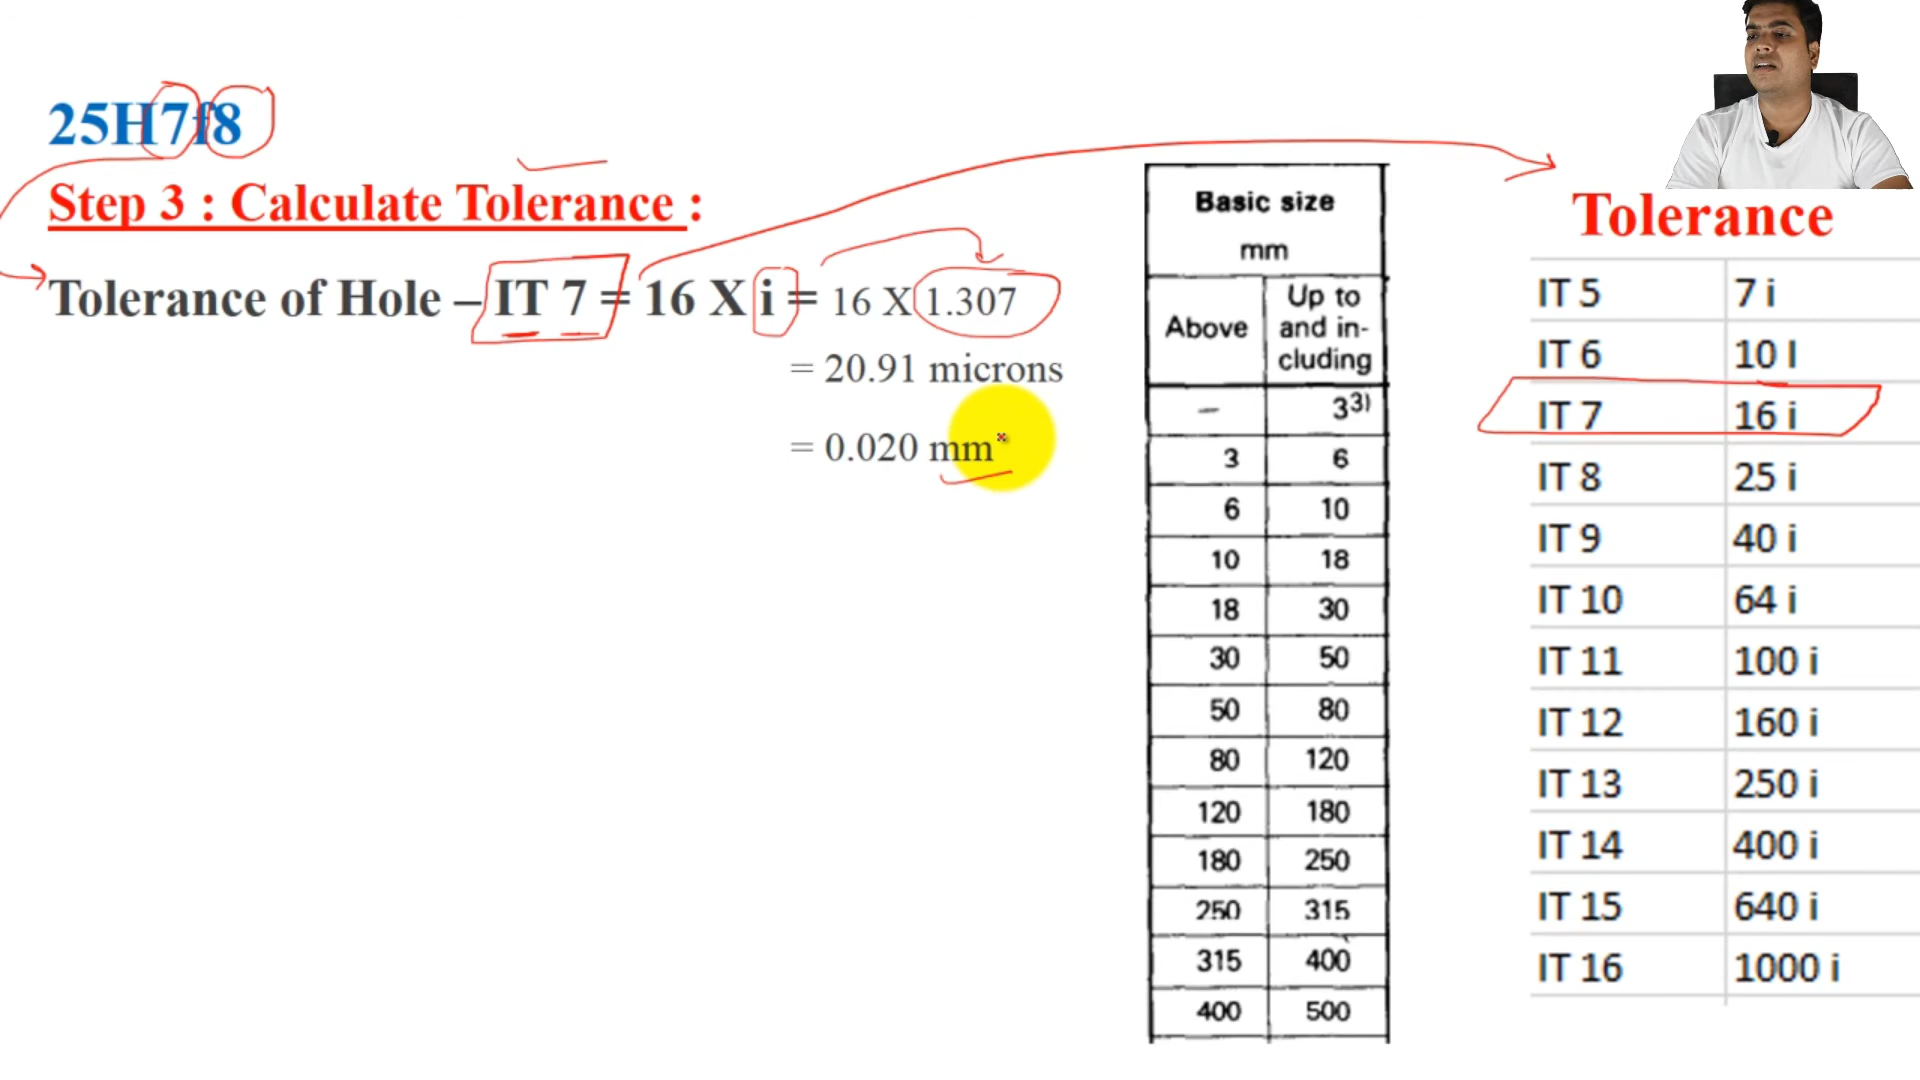 25H7f8
Step 3 : Calculate Tolerance :
Tolerance of Hole – IT 7 = 16 X i = 16 X 1.307
= 20.91 microns
= 0.020 mm
Basic size
mm
Above Up to and in-cluding
– 3 3)
3 6
6 10
10 18
18 30
30 50
50 80
80 120
120 180
180 250
250 315
315 400
400 500
Tolerance
IT 5 7 i
IT 6 10 I
IT 7 16 i
IT 8 25 i
IT 9 40 i
IT 10 64 i
IT 11 100 i
IT 12 160 i
IT 13 250 i
IT 14 400 i
IT 15 640 i
IT 16 1000 i